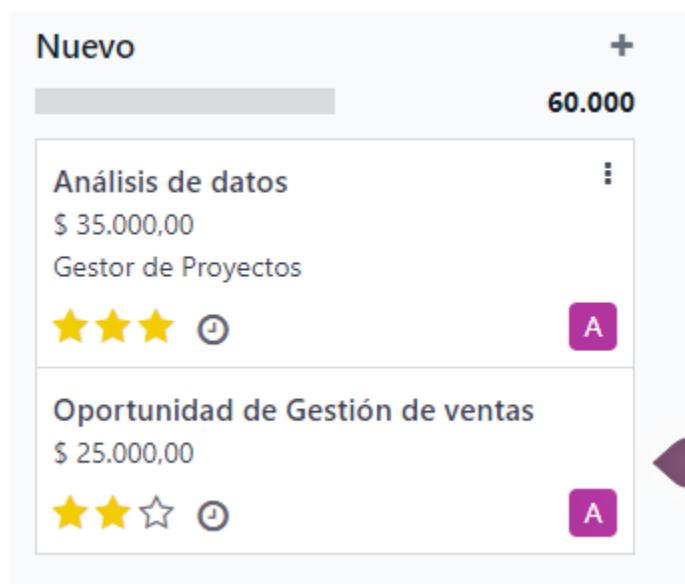 Nuevo +
60.000
Análisis de datos
$ 35.000,00
Gestor de Proyectos
A
Oportunidad de Gestión de ventas
$ 25.000,00
A